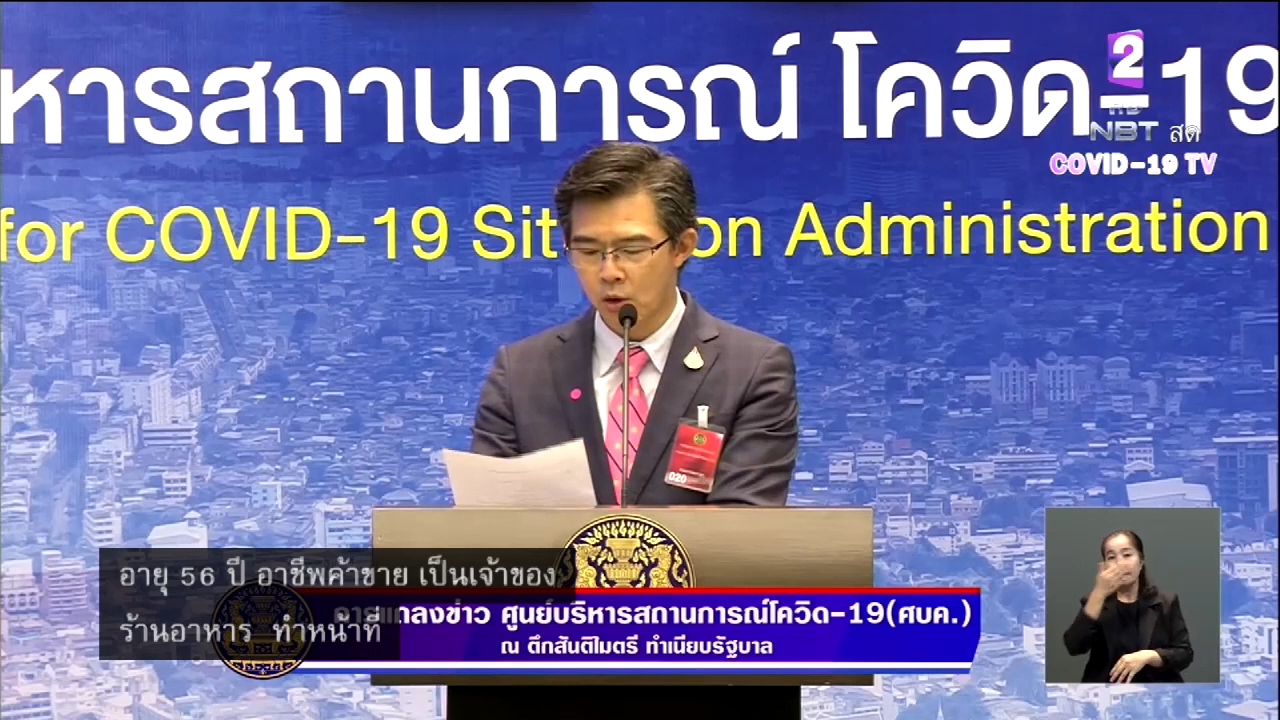 หารสถานการณ์ โควิด-19
2
NBT สด
COVID-19 TV
for COVID-19 Sit on Administration
020
อายุ 56 ปี อาชีพค้าขาย เป็นเจ้าของ
ร้านอาหาร ทำหน้าที่
การแถลงข่าว ศูนย์บริหารสถานการณ์โควิด-19(ศบค.)
ณ ตึกสันติไมตรี ทำเนียบรัฐบาล